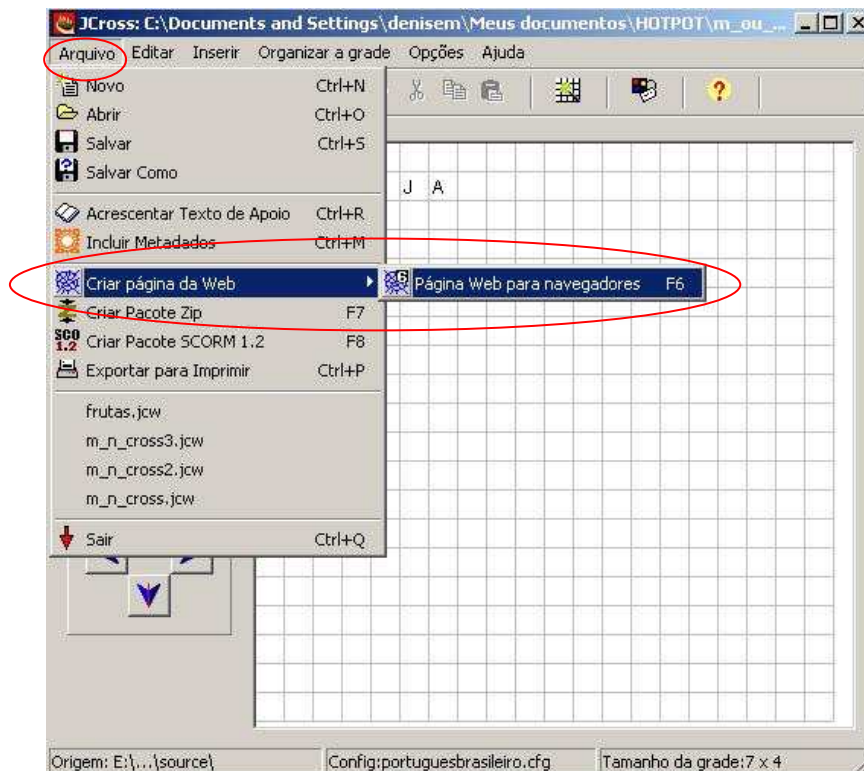 JCross: C:\Documents and Settings\denisem\Meus documentos\HOTPOT\m_ou_...
Arquivo Editar Inserir Organizar a grade Opções Ajuda
Novo Ctrl+N
Abrir Ctrl+O
Salvar Ctrl+S
Salvar Como
J A
Acrescentar Texto de Apoio Ctrl+R
Incluir Metadados Ctrl+M
Criar página da Web Página Web para navegadores F6
Criar Pacote Zip F7
SCO 1.2 Criar Pacote SCORM 1.2 F8
Exportar para Imprimir Ctrl+P
frutas.jcw
m_n_cross3.jcw
m_n_cross2.jcw
m_n_cross.jcw
Sair Ctrl+Q
Origem: E:\...\source\ Config:portuguesbrasileiro.cfg Tamanho da grade:7 x 4